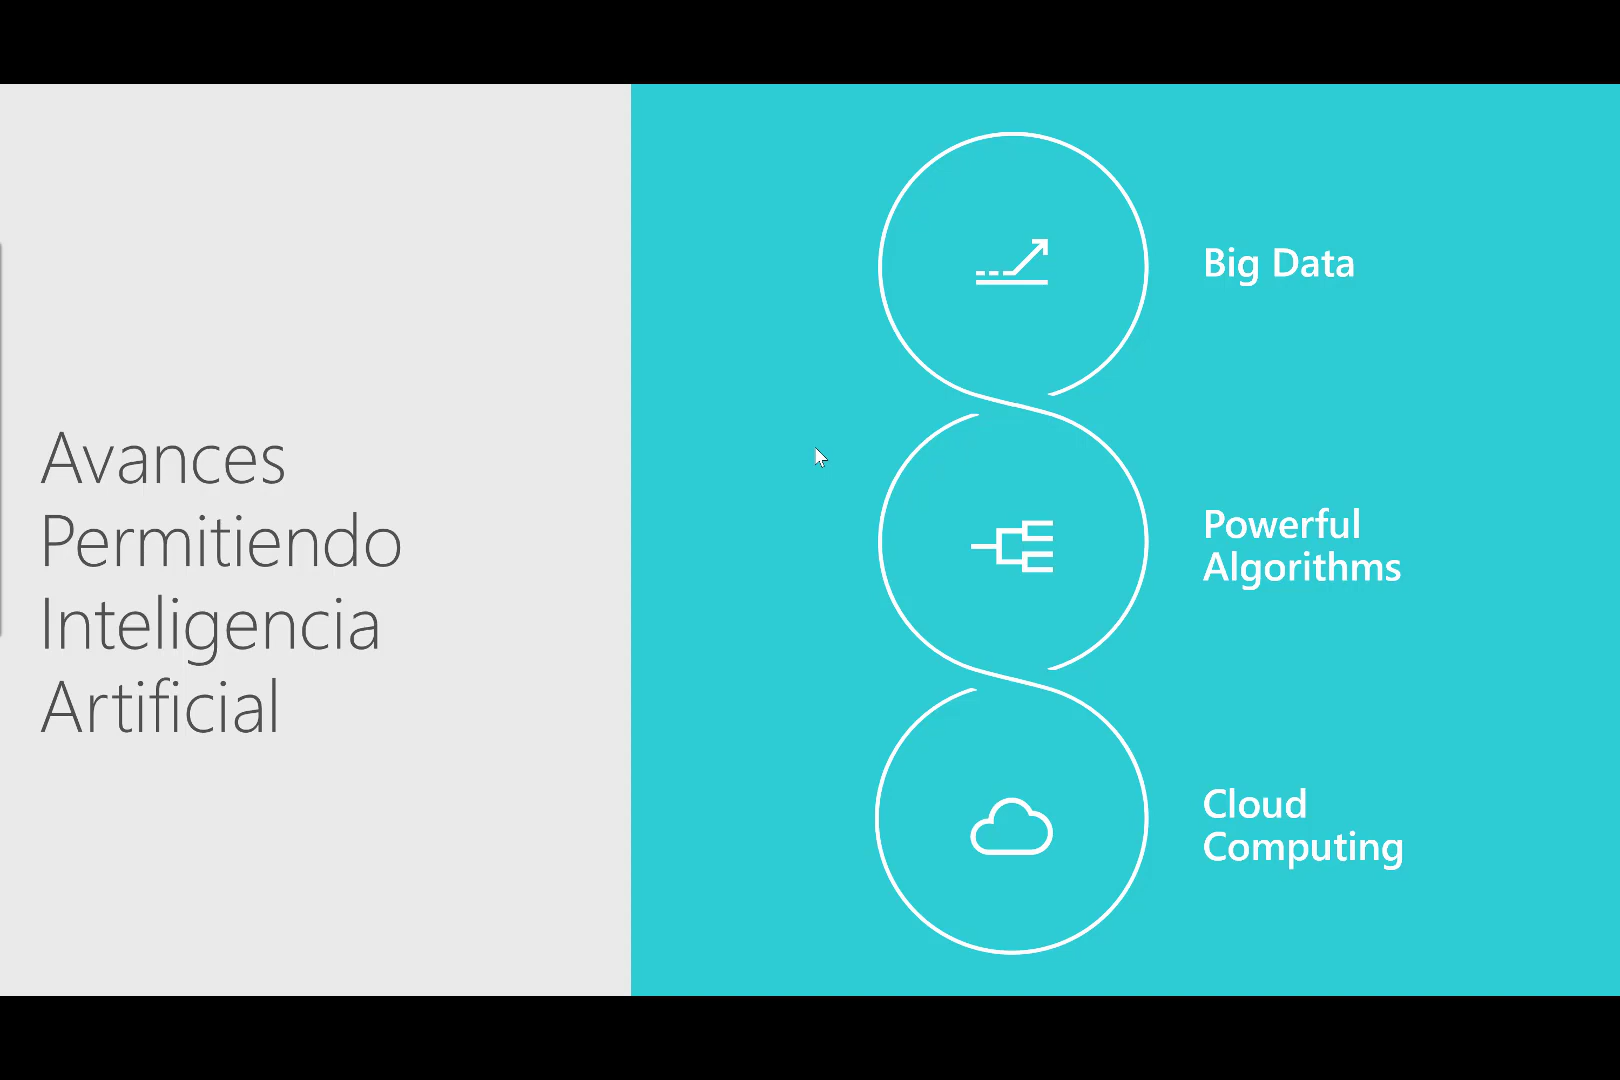 Avances
Permitiendo
Inteligencia
Artificial
Big Data
Powerful
Algorithms
Cloud
Computing